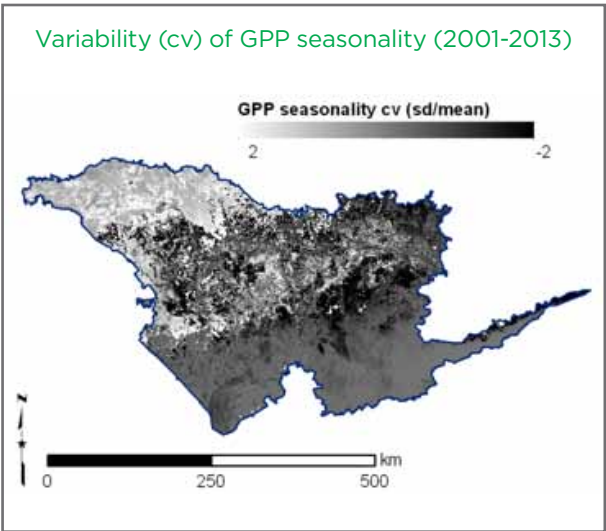 Variability (cv) of GPP seasonality (2001-2013)
GPP seasonality cv (sd/mean)
2 -2
N
km
0 250 500